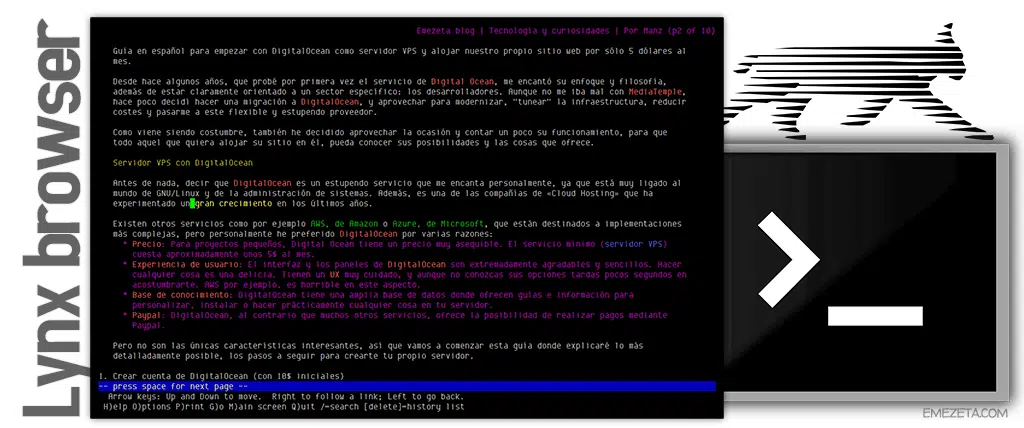 Lynx browser
Emezeta blog | Tecnología y curiosidades | Por Manz (p2 of 10)
Guía en español para empezar con DigitalOcean como servidor VPS y alojar nuestro propio sitio web por sólo 5 dólares al
mes.
Desde hace algunos años, que probé por primera vez el servicio de Digital Ocean, me encantó su enfoque y filosofía,
además de estar claramente orientado a un sector específico: los desarrolladores. Aunque no me iba mal con MediaTemple,
hace poco decidí hacer una migración a DigitalOcean, y aprovechar para modernizar, "tunear" la infraestructura, reducir
costes y pasarme a este flexible y estupendo proveedor.
Como viene siendo costumbre, también he decidido aprovechar la ocasión y contar un poco su funcionamiento, para que
todo aquel que quiera alojar su sitio en él, pueda conocer sus posibilidades y las cosas que ofrece.
Servidor VPS con DigitalOcean
Antes de nada, decir que DigitalOcean es un estupendo servicio que me encanta personalmente, ya que está muy ligado al
mundo de GNU/Linux y de la administración de sistemas. Además, es una de las compañías de «Cloud Hosting» que ha
experimentado un gran crecimiento en los últimos años.
Existen otros servicios como por ejemplo AWS, de Amazon o Azure, de Microsoft, que están destinados a implementaciones
más complejas, pero personalmente he preferido DigitalOcean por varias razones:
* Precio: Para proyectos pequeños, Digital Ocean tiene un precio muy asequible. El servicio mínimo (servidor VPS)
cuesta aproximadamente unos 5$ al mes.
* Experiencia de usuario: El interfaz y los paneles de DigitalOcean son extremadamente agradables y sencillos. Hacer
cualquier cosa es una delicia. Tienen un UX muy cuidado, y aunque no conozcas sus opciones tardas pocos segundos en
acostumbrarte. AWS por ejemplo, es horrible en este aspecto.
* Base de conocimiento: DigitalOcean tiene una amplia base de datos donde ofrecen guías e información para
personalizar, instalar o hacer prácticamente cualquier cosa en tu servidor.
* Paypal: DigitalOcean, al contrario que muchos otros servicios, ofrece la posibilidad de realizar pagos mediante
Paypal.
Pero no son las únicas características interesantes, así que vamos a comenzar esta guía donde explicaré lo más
detalladamente posible, los pasos a seguir para crearte tu propio servidor.
1. Crear cuenta de DigitalOcean (con 10$ iniciales)
-- press space for next page --
Arrow keys: Up and Down to move. Right to follow a link; Left to go back.
H)elp O)ptions P)rint G)o M)ain screen Q)uit /=search [delete]=history list
>_
EMEZETA.COM